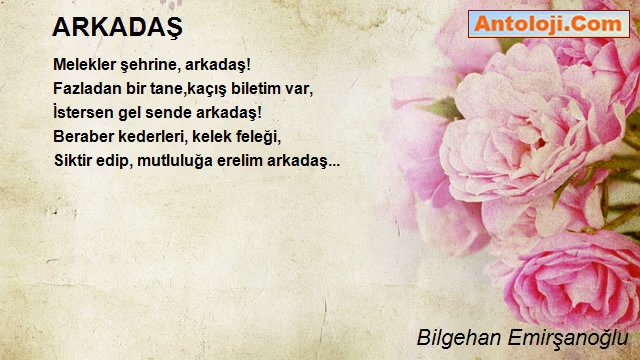 ARKADAŞ
Antoloji.Com
Melekler şehrine, arkadaş!
Fazladan bir tane,kaçış biletim var,
İstersen gel sende arkadaş!
Beraber kederleri, kelek feleği,
Siktir edip, mutluluğa erelim arkadaş...
Bilgehan Emirşanoğlu